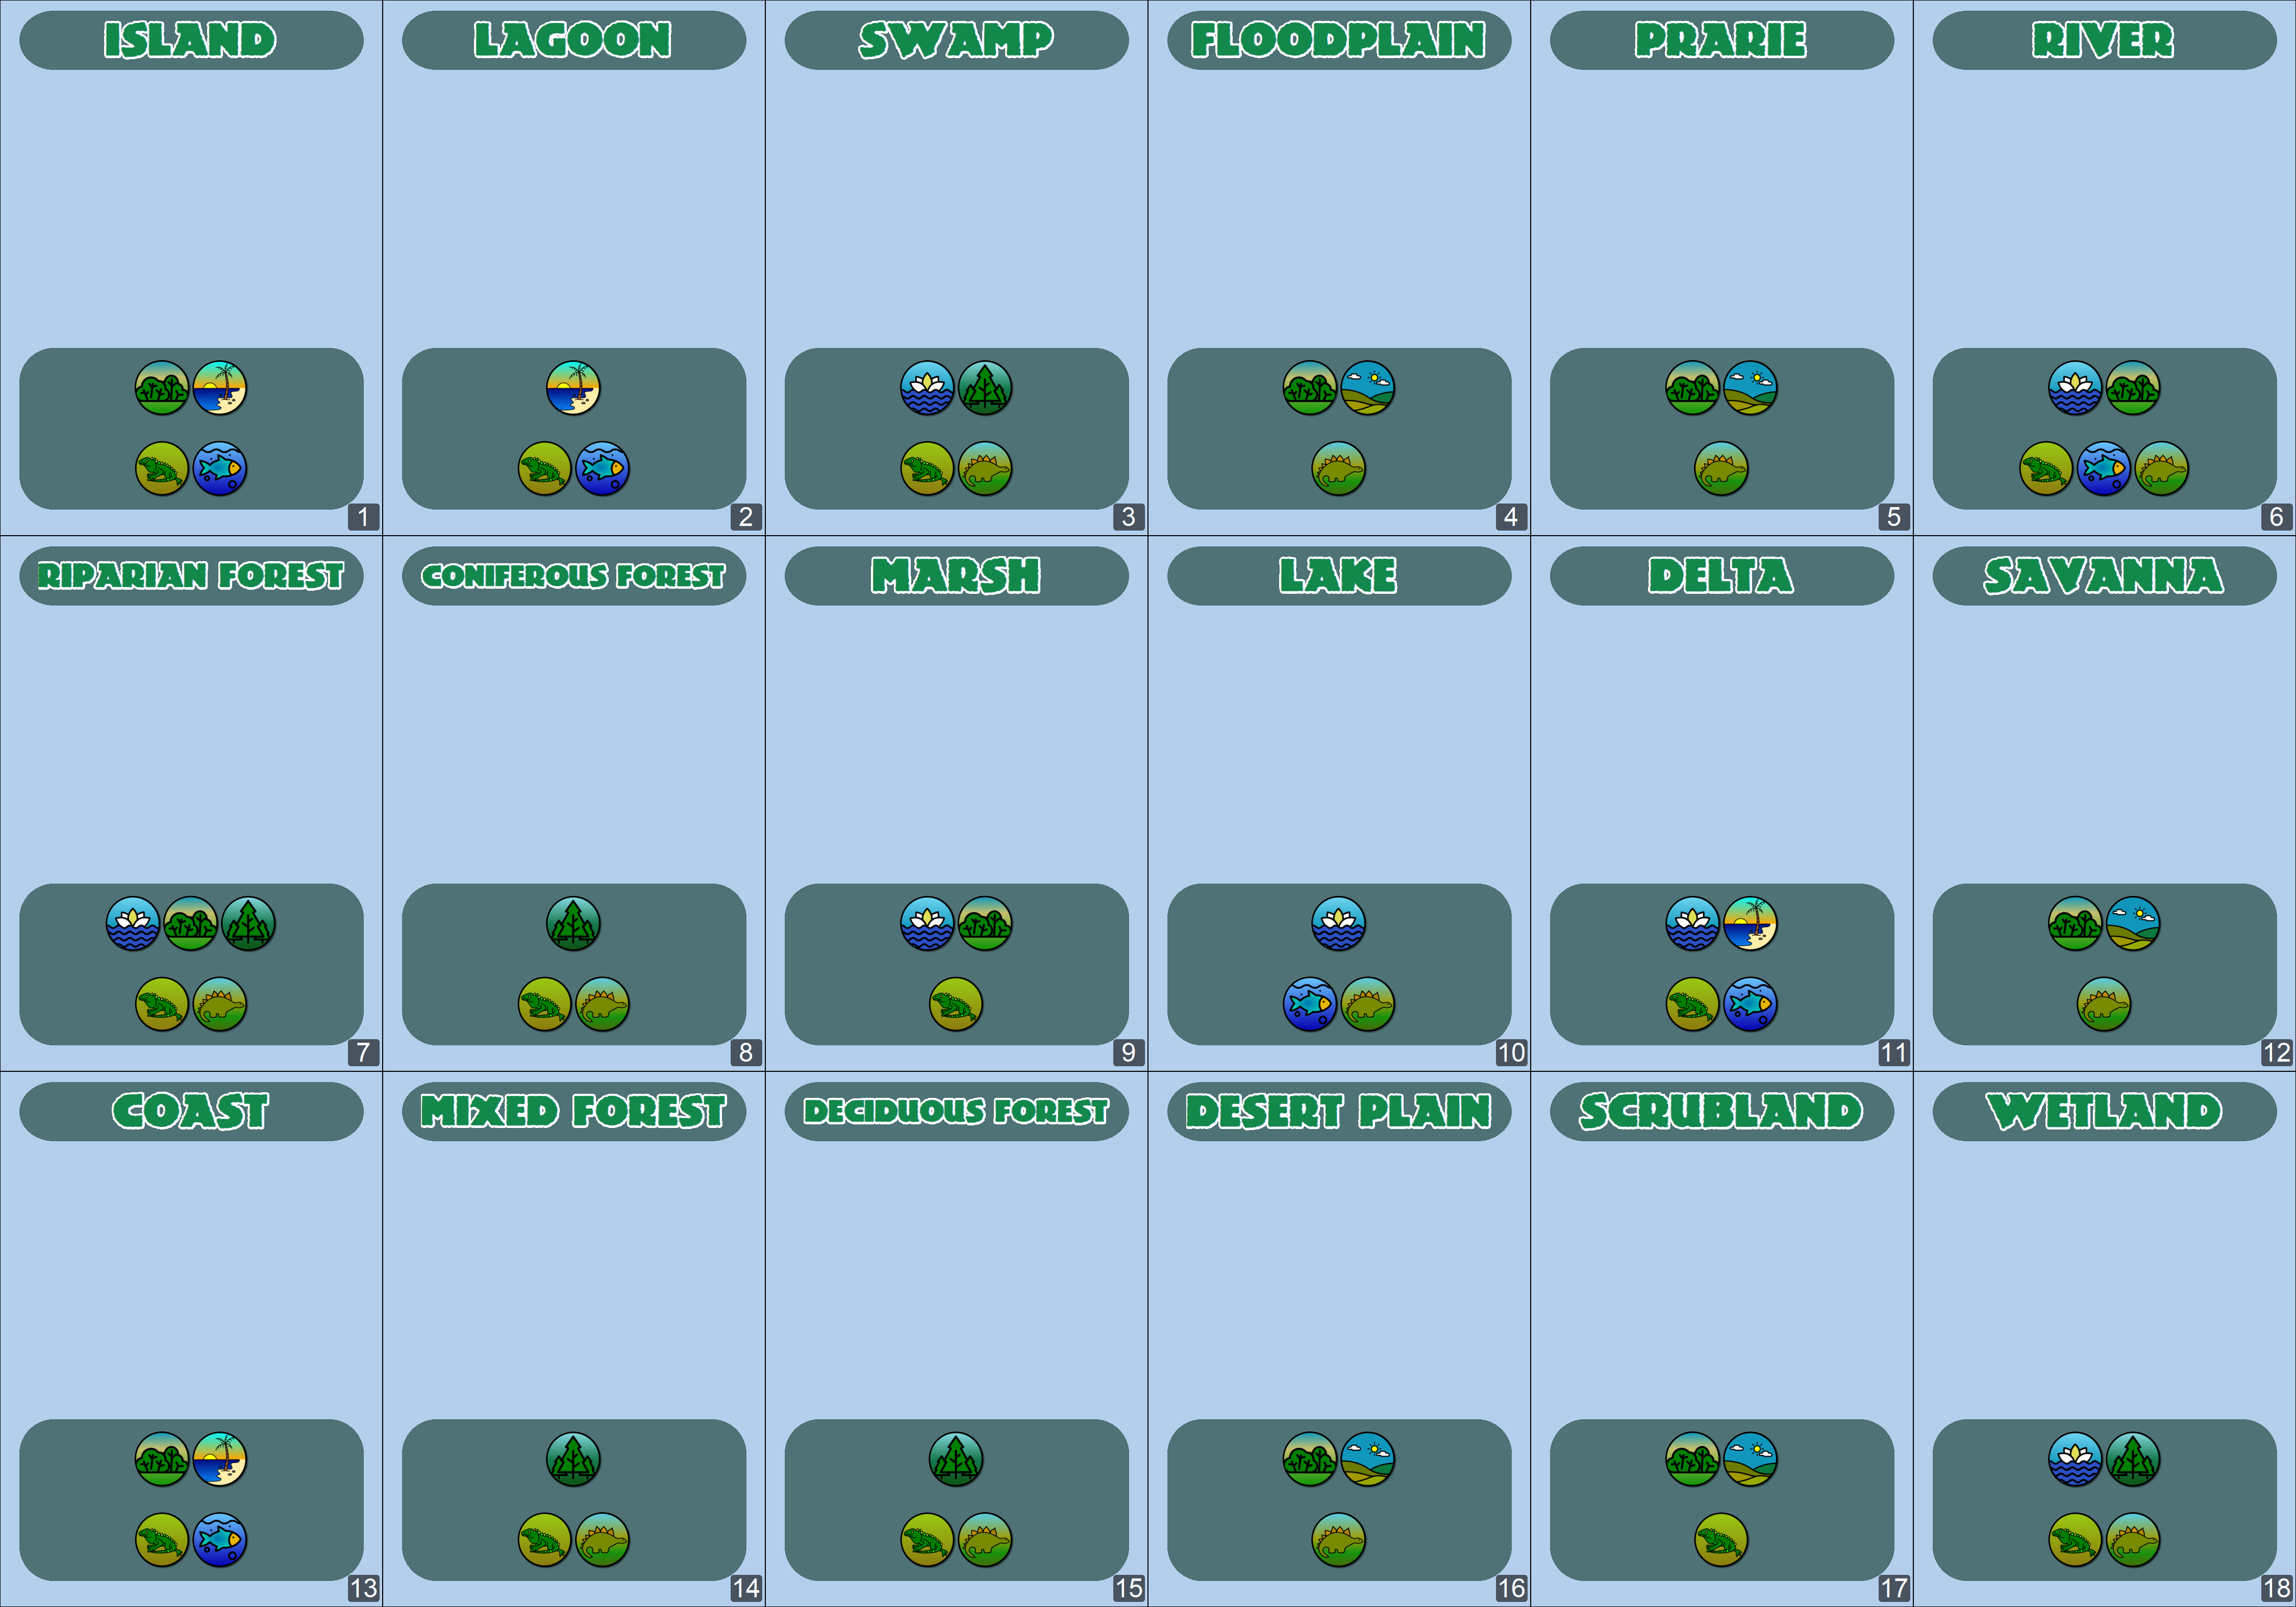 ISLAND
LAGOON
SWAMP
FLOODPLAIN
PRARIE
RIVER
1
2
3
4
5
6
RIPARIAN FOREST
CONIFEROUS FOREST
MARSH
LAKE
DELTA
SAVANNA
7
8
9
10
11
12
COAST
MIXED FOREST
DECIDUOUS FOREST
DESERT PLAIN
SCRUBLAND
WETLAND
13
14
15
16
17
18